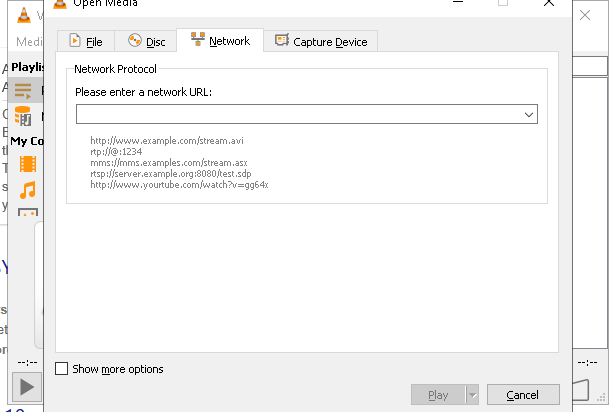 Open Media
Medi
File
Disc
Network
Capture Device
Playlis
Network Protocol
Please enter a network URL:
http://www.example.com/stream.avi
rtp://@:1234
mms://mms.examples.com/stream.asx
rtsp://server.example.org:8080/test.sdp
http://www.yourtube.com/watch?v=gg64x
My Co
--:--
--:--
Show more options
Play
Cancel